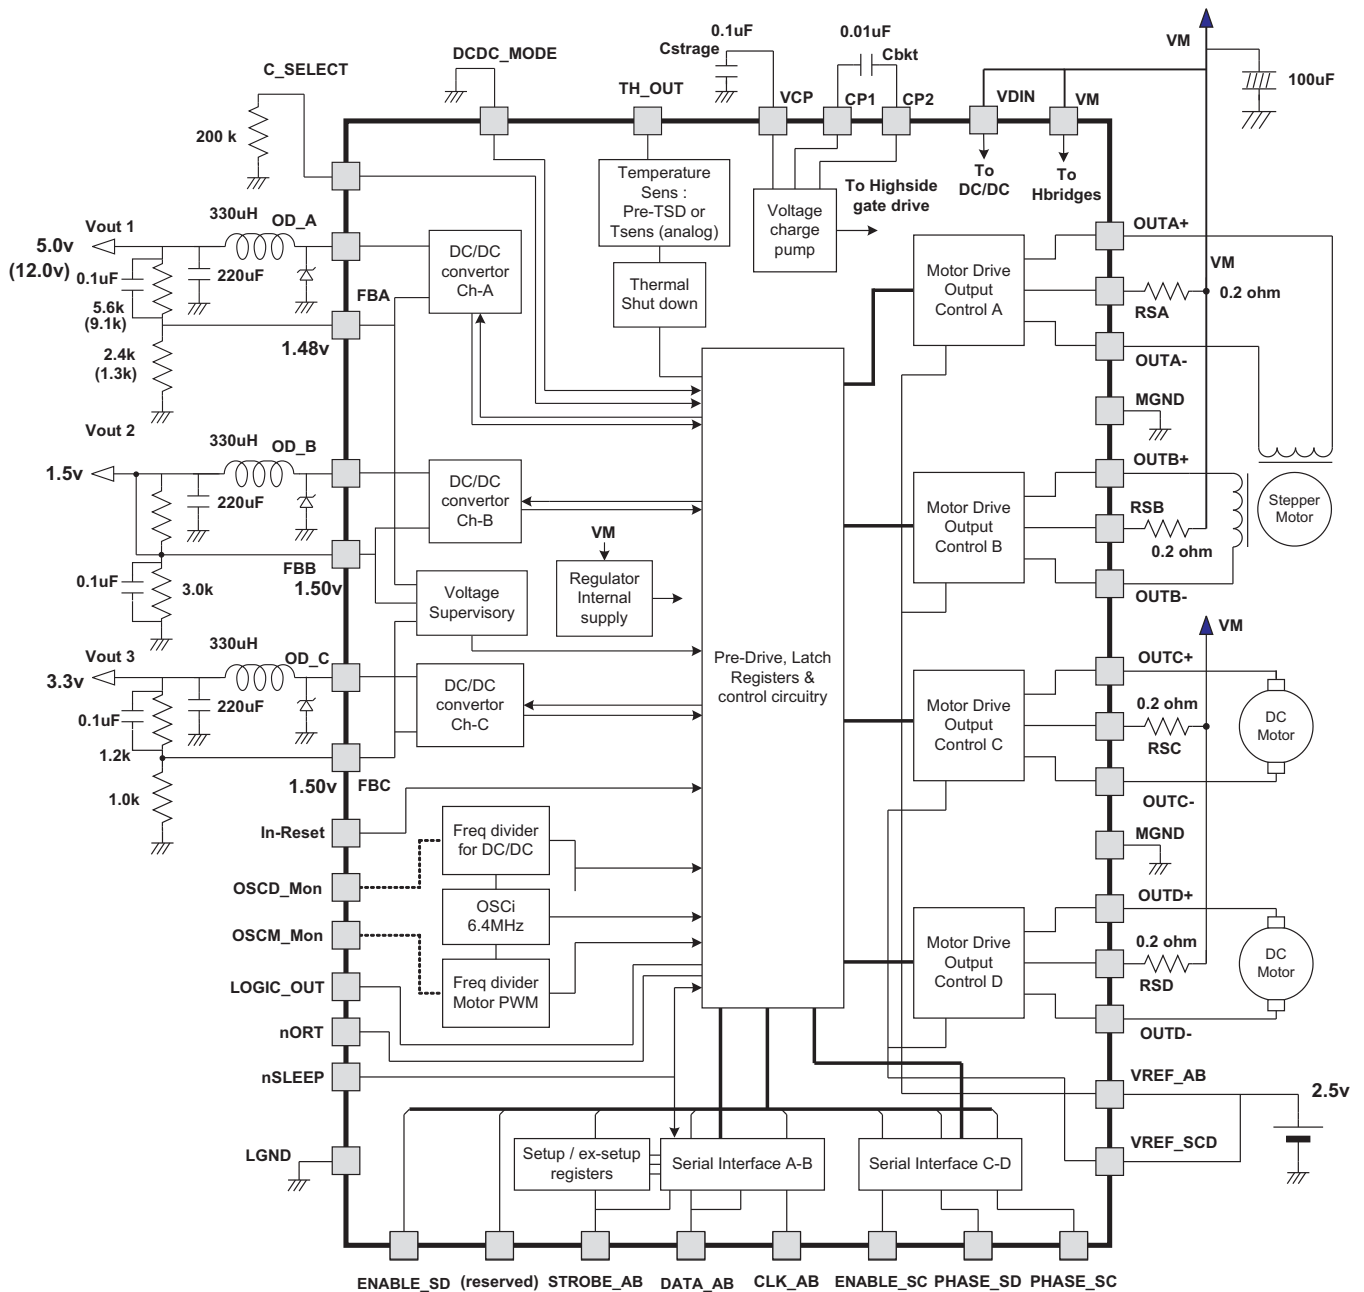 VM
0.1uF
0.01uF
Cstrage
Cbkt
DCDC_MODE
C_SELECT
100uF
TH_OUT
VCP
CP1
CP2
VDIN
VM
200 k
To
DC/DC
To
Hbridges
Temperature
Sens :
Pre-TSD or
Tsens (analog)
To Highside
gate drive
Voltage
charge
pump
330uH
OD_A
Vout 1
5.0v
(12.0v)
0.1uF
220uF
5.6k
(9.1k)
FBA
DC/DC
convertor
Ch-A
Thermal
Shut down
Motor Drive
Output
Control A
OUTA+
VM
0.2 ohm
RSA
OUTA-
1.48v
2.4k
(1.3k)
MGND
Vout 2
330uH
OD_B
1.5v
220uF
DC/DC
convertor
Ch-B
Motor Drive
Output
Control B
OUTB+
RSB
0.2 ohm
OUTB-
Stepper
Motor
VM
FBB
1.50v
0.1uF
3.0k
Regulator
Internal
supply
Voltage
Supervisory
VM
330uH
OD_C
Vout 3
3.3v
220uF
0.1uF
1.2k
DC/DC
convertor
Ch-C
Pre-Drive, Latch
Registers &
control circuitry
Motor Drive
Output
Control C
OUTC+
0.2 ohm
RSC
OUTC-
DC
Motor
1.50v
FBC
1.0k
MGND
In-Reset
Freq divider
for DC/DC
OSCD_Mon
OSCi
6.4MHz
OSCM_Mon
Freq divider
Motor PWM
LOGIC_OUT
nORT
nSLEEP
Motor Drive
Output
Control D
OUTD+
0.2 ohm
RSD
OUTD-
DC
Motor
VREF_AB
2.5v
VREF_SCD
LGND
Setup / ex-setup
registers
Serial Interface A-B
Serial Interface C-D
ENABLE_SD
(reserved)
STROBE_AB
DATA_AB
CLK_AB
ENABLE_SC
PHASE_SD
PHASE_SC